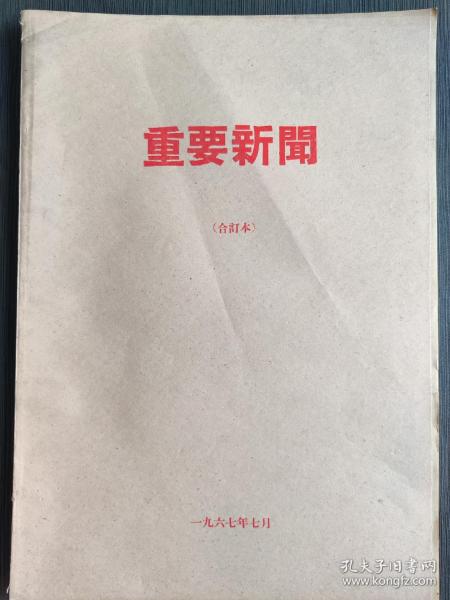 重要新聞
（合訂本）
一九六七年七月
孔夫子旧书网
www.kongfz.com